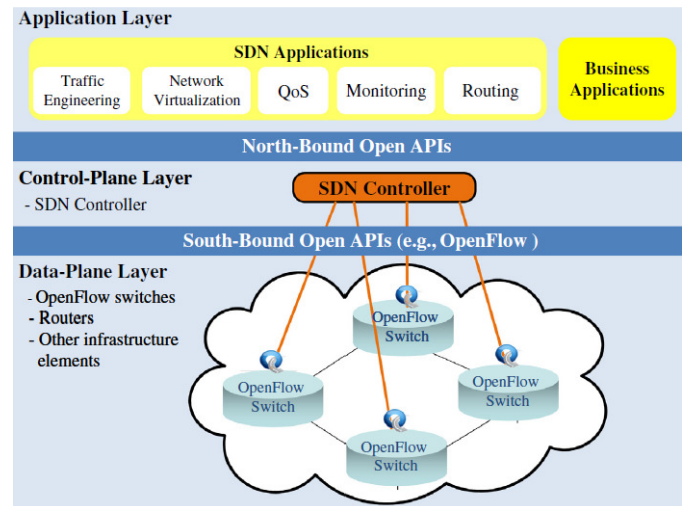 Application Layer
SDN Applications
Traffic
Engineering
Network
Virtualization
QoS
Monitoring
Routing
Business
Applications
North-Bound Open APIs
Control-Plane Layer
- SDN Controller
SDN Controller
South-Bound Open APIs (e.g., OpenFlow )
Data-Plane Layer
- OpenFlow switches
- Routers
- Other infrastructure
elements
OpenFlow
Switch
OpenFlow
Switch
OpenFlow
Switch
OpenFlow
Switch